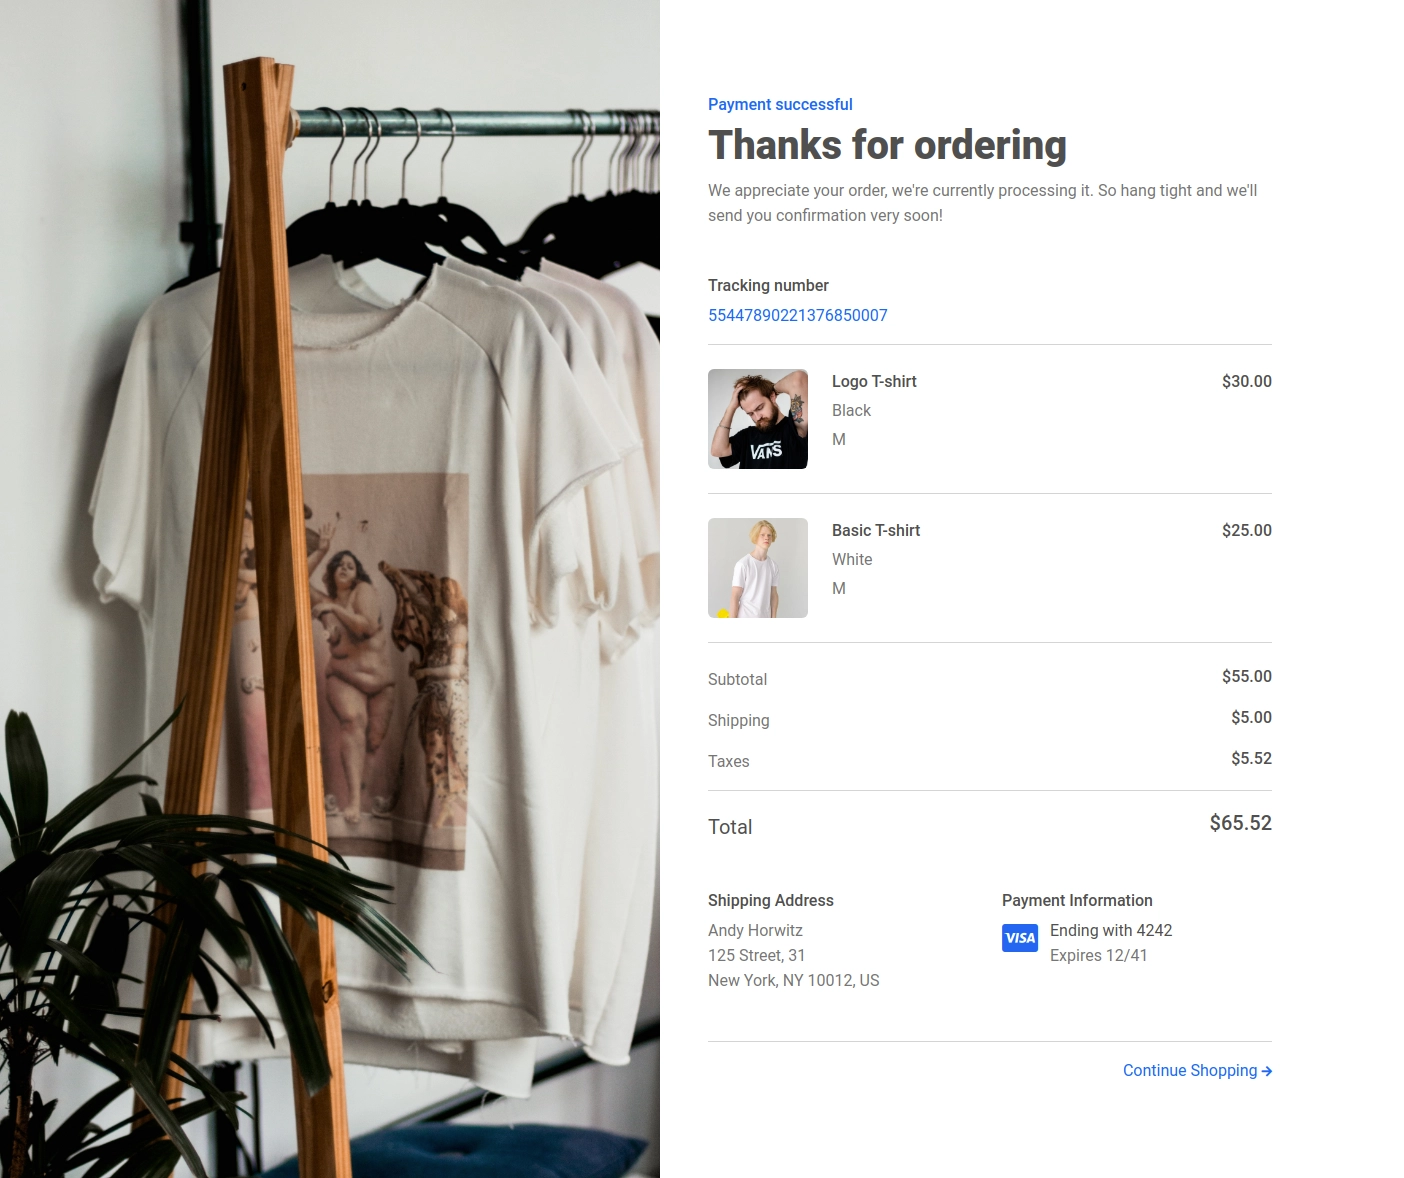 Payment successful
Thanks for ordering
We appreciate your order, we're currently processing it. So hang tight and we'll
send you confirmation very soon!
Tracking number
55447890221376850007
Logo T-shirt $30.00
Black
M
VANS
Basic T-shirt $25.00
White
M
Subtotal $55.00
Shipping $5.00
Taxes $5.52
Total $65.52
Shipping Address
Andy Horwitz
125 Street, 31
New York, NY 10012, US
Payment Information
VISA
Ending with 4242
Expires 12/41
Continue Shopping →